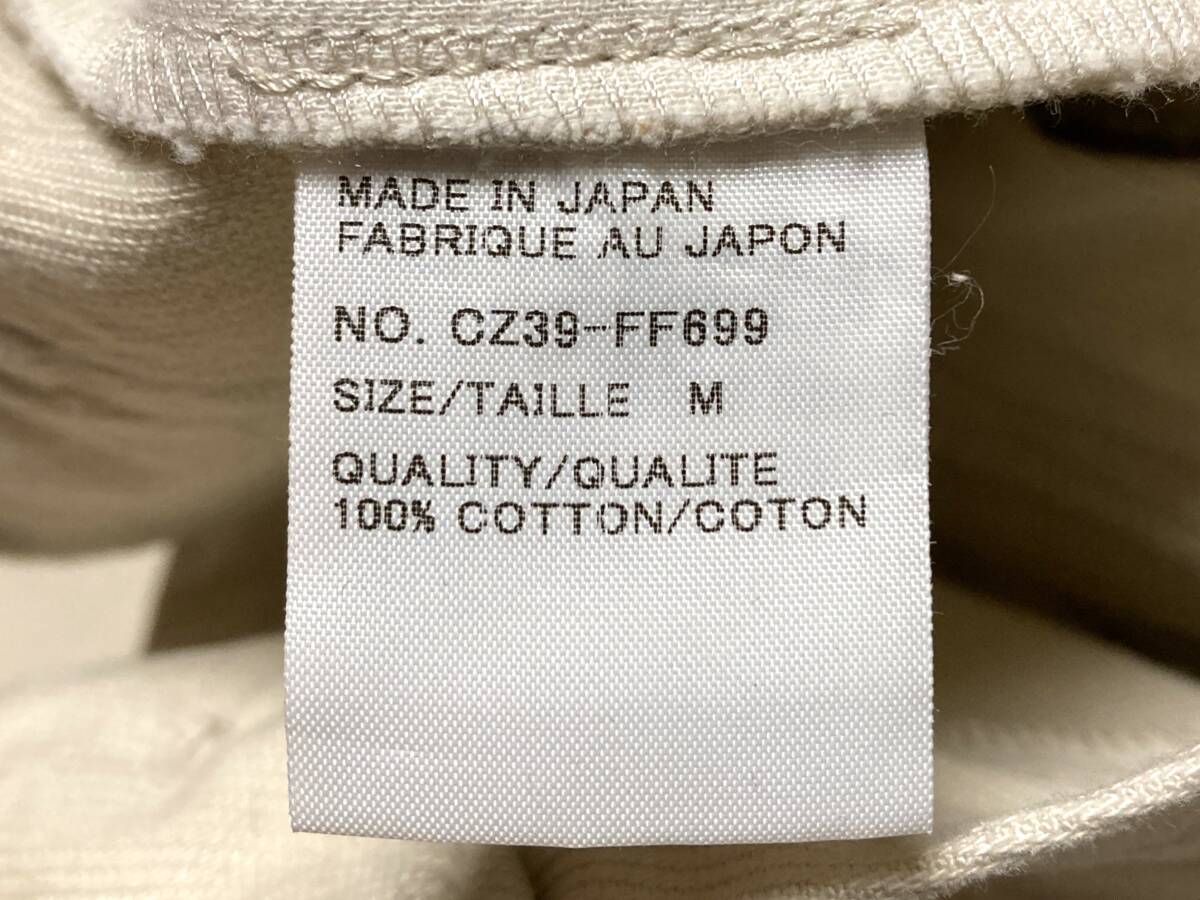 MADE IN JAPAN
FABRIQUE AU JAPON
NO. CZ39-FF699
SIZE/TAILLE M
QUALITY/QUALITE
100% COTTON/COTON